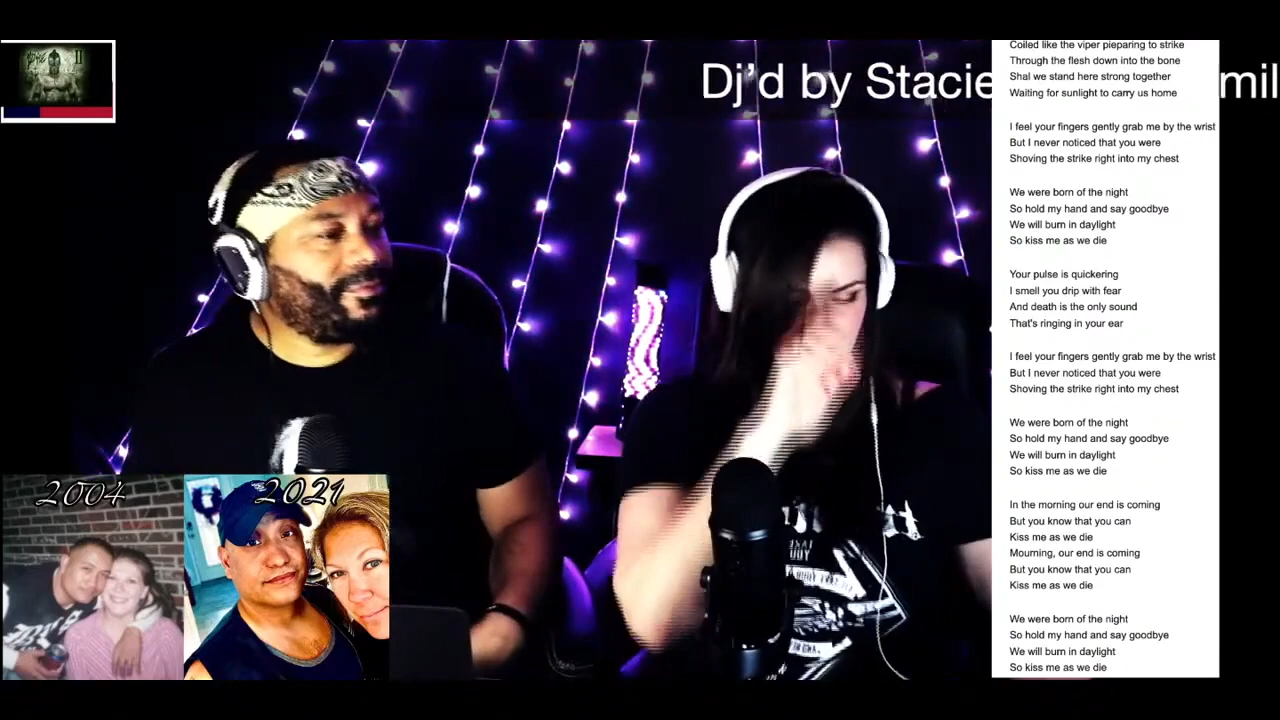 Dj'd by Stacie mil
Coiled like the viper pieparing to strike
Through the flesh down into the bone
Shal we stand here strong together
Waiting for sunlight to carry us home
I feel your fingers gently grab me by the wrist
But I never noticed that you were
Shoving the strike right into my chest
We were born of the night
So hold my hand and say goodbye
We will burn in daylight
So kiss me as we die
Your pulse is quickering
I smell you drip with fear
And death is the only sound
That's ringing in your ear
I feel your fingers gently grab me by the wrist
But I never noticed that you were
Shoving the strike right into my chest
We were born of the night
So hold my hand and say goodbye
We will burn in daylight
So kiss me as we die
In the morning our end is coming
But you know that you can
Kiss me as we die
Mourning, our end is coming
But you know that you can
Kiss me as we die
We were born of the night
So hold my hand and say goodbye
We will burn in daylight
So kiss me as we die
2004
2021